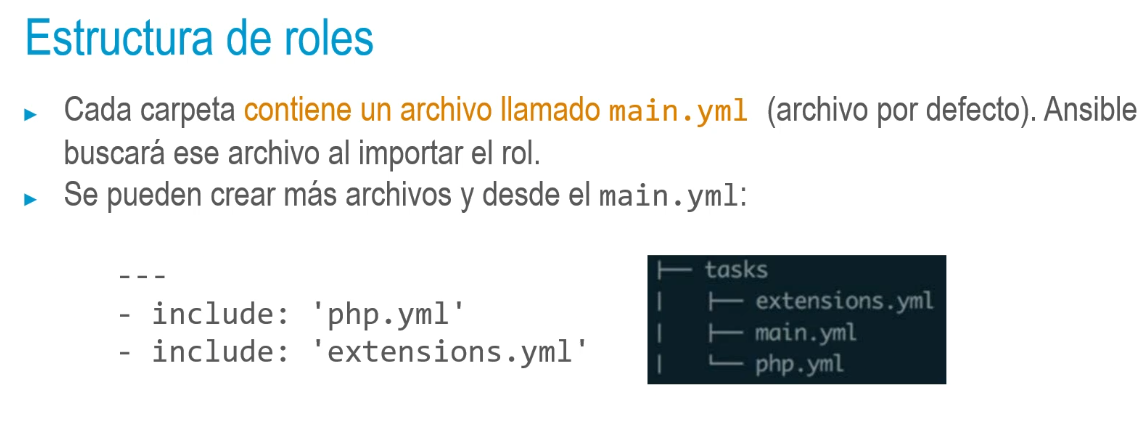 Estructura de roles
► Cada carpeta contiene un archivo llamado main.yml (archivo por defecto). Ansible
buscará ese archivo al importar el rol.
► Se pueden crear más archivos y desde el main.yml:
---
- include: 'php.yml'
- include: 'extensions.yml'
├── tasks
│   ├── extensions.yml
│   ├── main.yml
│   └── php.yml